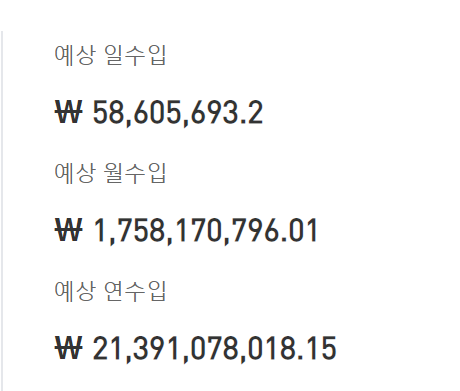 예상 일수입
₩ 58,605,693.2
예상 월수입
₩ 1,758,170,796.01
예상 연수입
₩ 21,391,078,018.15